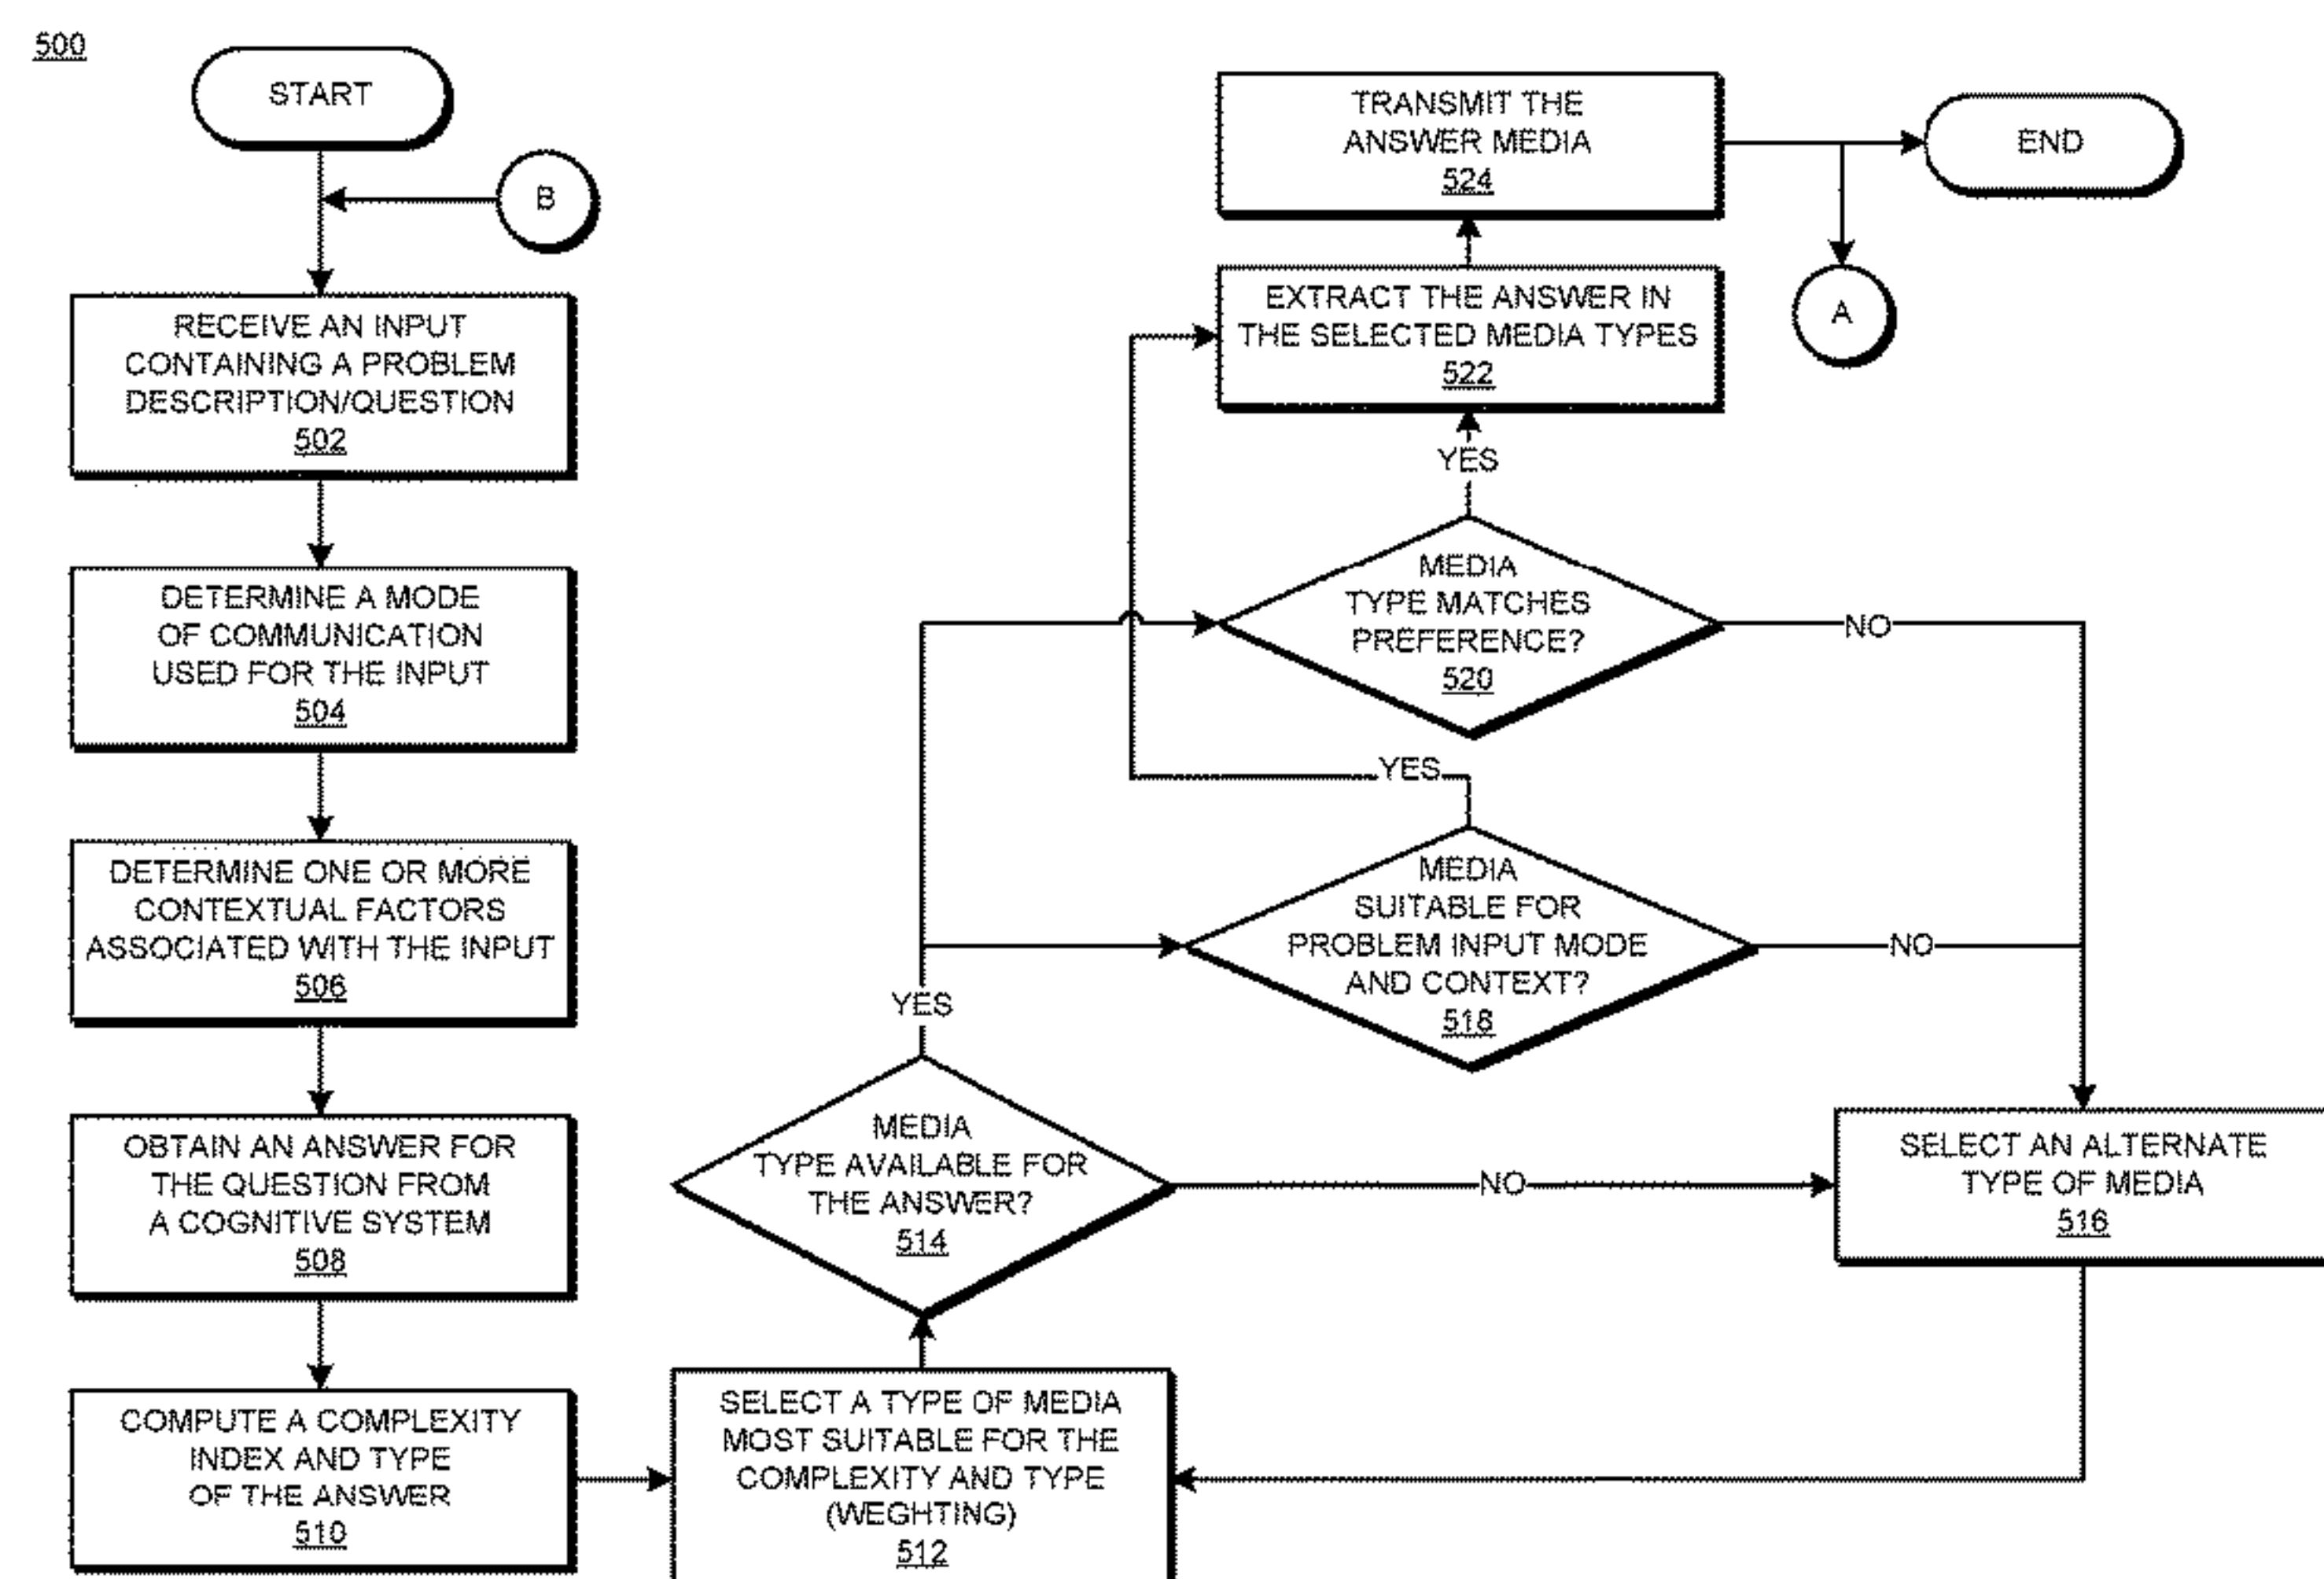 500
START
B
RECEIVE AN INPUT
CONTAINING A PROBLEM
DESCRIPTION/QUESTION
502
DETERMINE A MODE
OF COMMUNICATION
USED FOR THE INPUT
504
DETERMINE ONE OR MORE
CONTEXTUAL FACTORS
ASSOCIATED WITH THE INPUT
506
OBTAIN AN ANSWER FOR
THE QUESTION FROM
A COGNITIVE SYSTEM
508
COMPUTE A COMPLEXITY
INDEX AND TYPE
OF THE ANSWER
510
SELECT A TYPE OF MEDIA
MOST SUITABLE FOR THE
COMPLEXITY AND TYPE
(WEGHTING)
512
MEDIA
TYPE AVAILABLE FOR
THE ANSWER?
514
YES
NO
SELECT AN ALTERNATE
TYPE OF MEDIA
516
MEDIA
SUITABLE FOR
PROBLEM INPUT MODE
AND CONTEXT?
518
YES
NO
MEDIA
TYPE MATCHES
PREFERENCE?
520
YES
NO
EXTRACT THE ANSWER IN
THE SELECTED MEDIA TYPES
522
TRANSMIT THE
ANSWER MEDIA
524
A
END